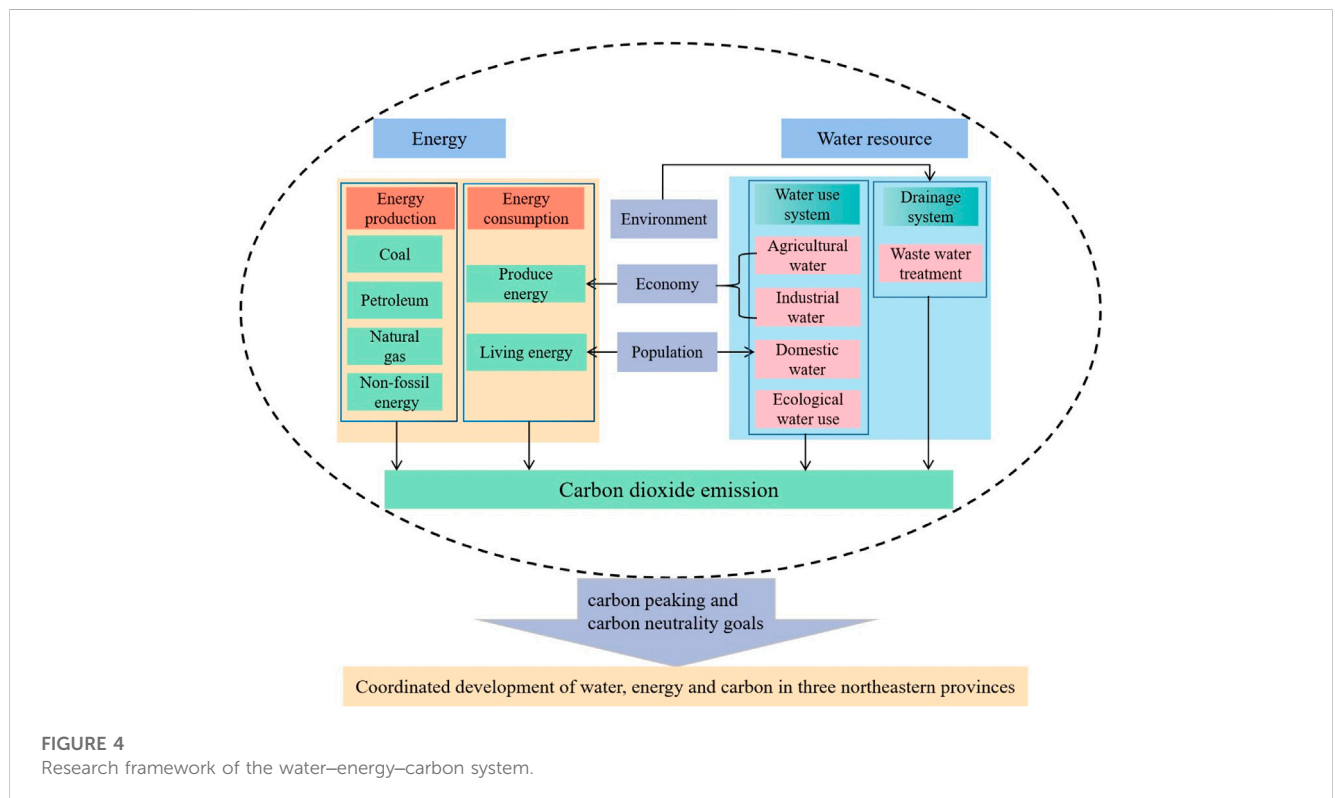 Energy
Water resource
Energy
production
Coal
Petroleum
Natural
gas
Non-fossil
energy
Energy
consumption
Produce
energy
Living energy
Environment
Economy
Population
Water use
system
Agricultural
water
Industrial
water
Domestic
water
Ecological
water use
Drainage
system
Waste water
treatment
Carbon dioxide emission
carbon peaking and
carbon neutrality goals
Coordinated development of water, energy and carbon in three northeastern provinces
FIGURE 4
Research framework of the water–energy–carbon system.